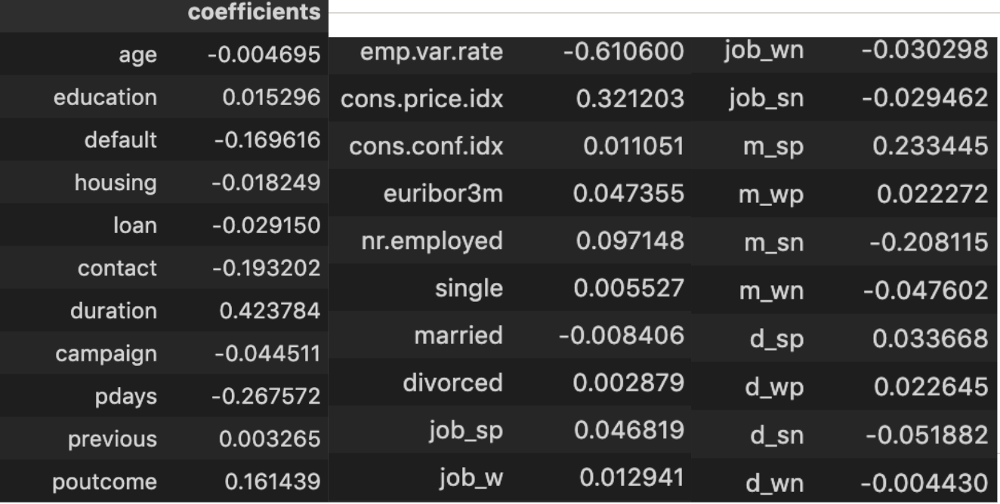 coefficients
age -0.004695
education 0.015296
default -0.169616
housing -0.018249
loan -0.029150
contact -0.193202
duration 0.423784
campaign -0.044511
pdays -0.267572
previous 0.003265
poutcome 0.161439
emp.var.rate -0.610600
cons.price.idx 0.321203
cons.conf.idx 0.011051
euribor3m 0.047355
nr.employed 0.097148
single 0.005527
married -0.008406
divorced 0.002879
job_sp 0.046819
job_w 0.012941
job_wn -0.030298
job_sn -0.029462
m_sp 0.233445
m_wp 0.022272
m_sn -0.208115
m_wn -0.047602
d_sp 0.033668
d_wp 0.022645
d_sn -0.051882
d_wn -0.004430